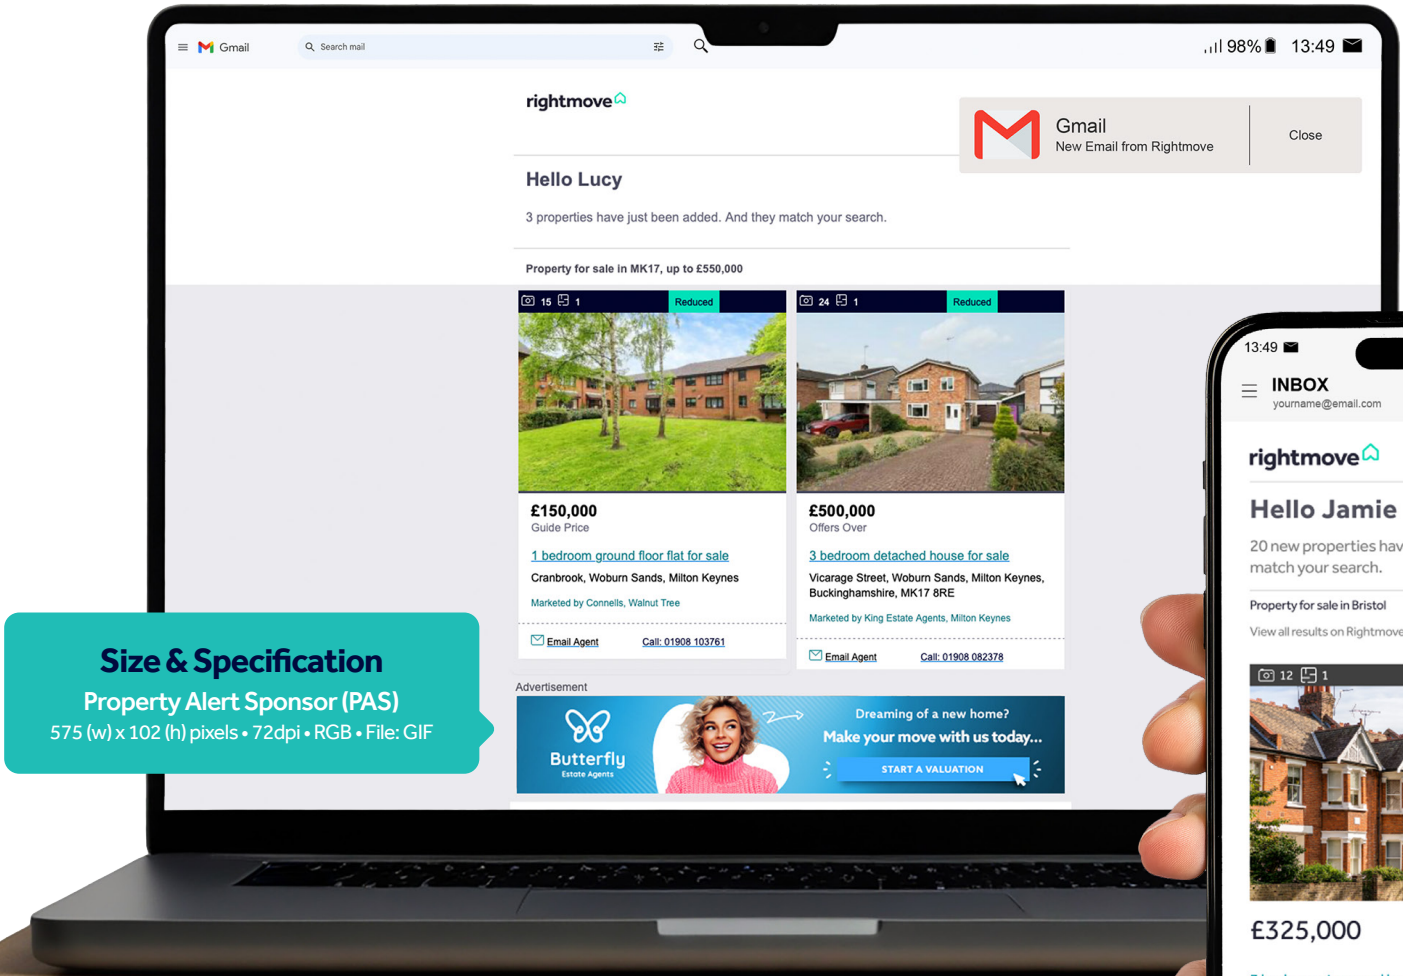 Gmail
Search mail
98%
13:49
rightmove
Gmail
New Email from Rightmove
Close
Hello Lucy
3 properties have just been added. And they match your search.
Property for sale in MK17, up to £550,000
15 1 Reduced
24 1 Reduced
£150,000
Guide Price
1 bedroom ground floor flat for sale
Cranbrook, Woburn Sands, Milton Keynes
Marketed by Connells, Walnut Tree
Email Agent Call: 01908 103761
£500,000
Offers Over
3 bedroom detached house for sale
Vicarage Street, Woburn Sands, Milton Keynes,
Buckinghamshire, MK17 8RE
Marketed by King Estate Agents, Milton Keynes
Email Agent Call: 01908 082378
Advertisement
Butterfly
Estate Agents
Dreaming of a new home?
Make your move with us today...
START A VALUATION
Size & Specification
Property Alert Sponsor (PAS)
575 (w) x 102 (h) pixels • 72dpi • RGB • File: GIF
13:49
INBOX
yourname@email.com
rightmove
Hello Jamie
20 new properties hav
match your search.
Property for sale in Bristol
View all results on Rightmove
12 1
£325,000